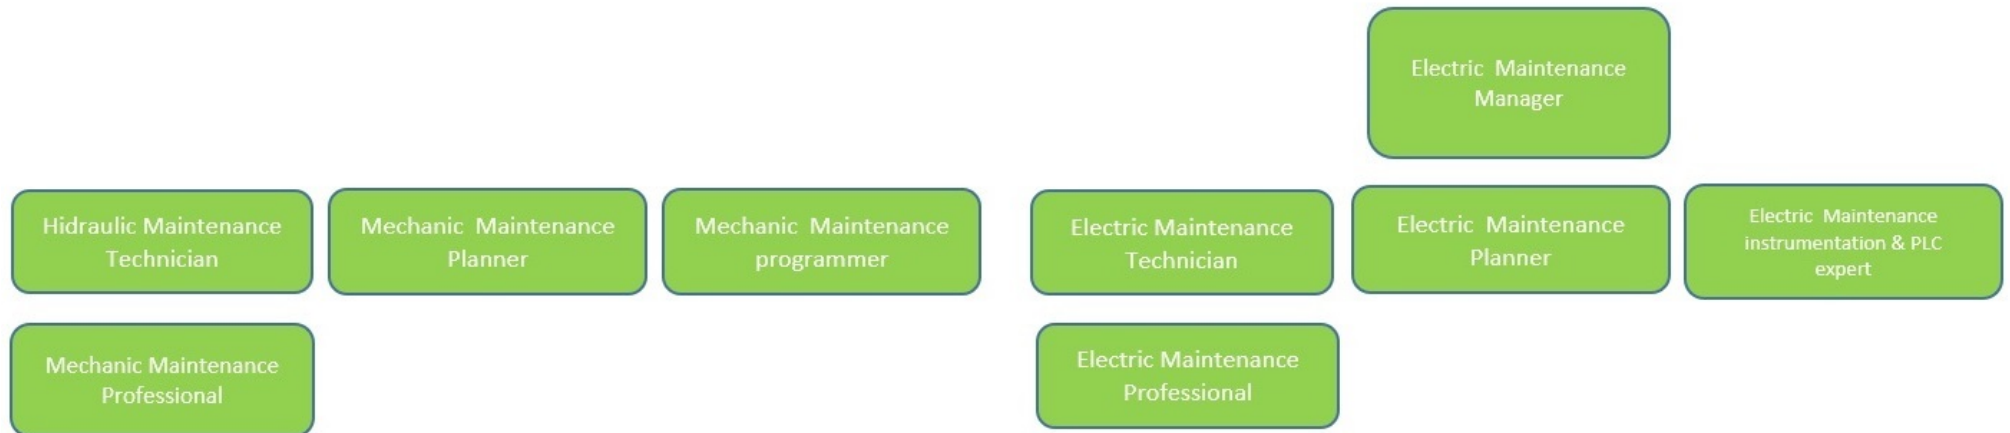 Electric  Maintenance
Manager
Hidraulic Maintenance
Technician
Mechanic  Maintenance
Planner
Mechanic  Maintenance
programmer
Electric Maintenance
Technician
Electric  Maintenance
Planner
Electric  Maintenance
instrumentation & PLC
expert
Mechanic Maintenance
Professional
Electric Maintenance
Professional